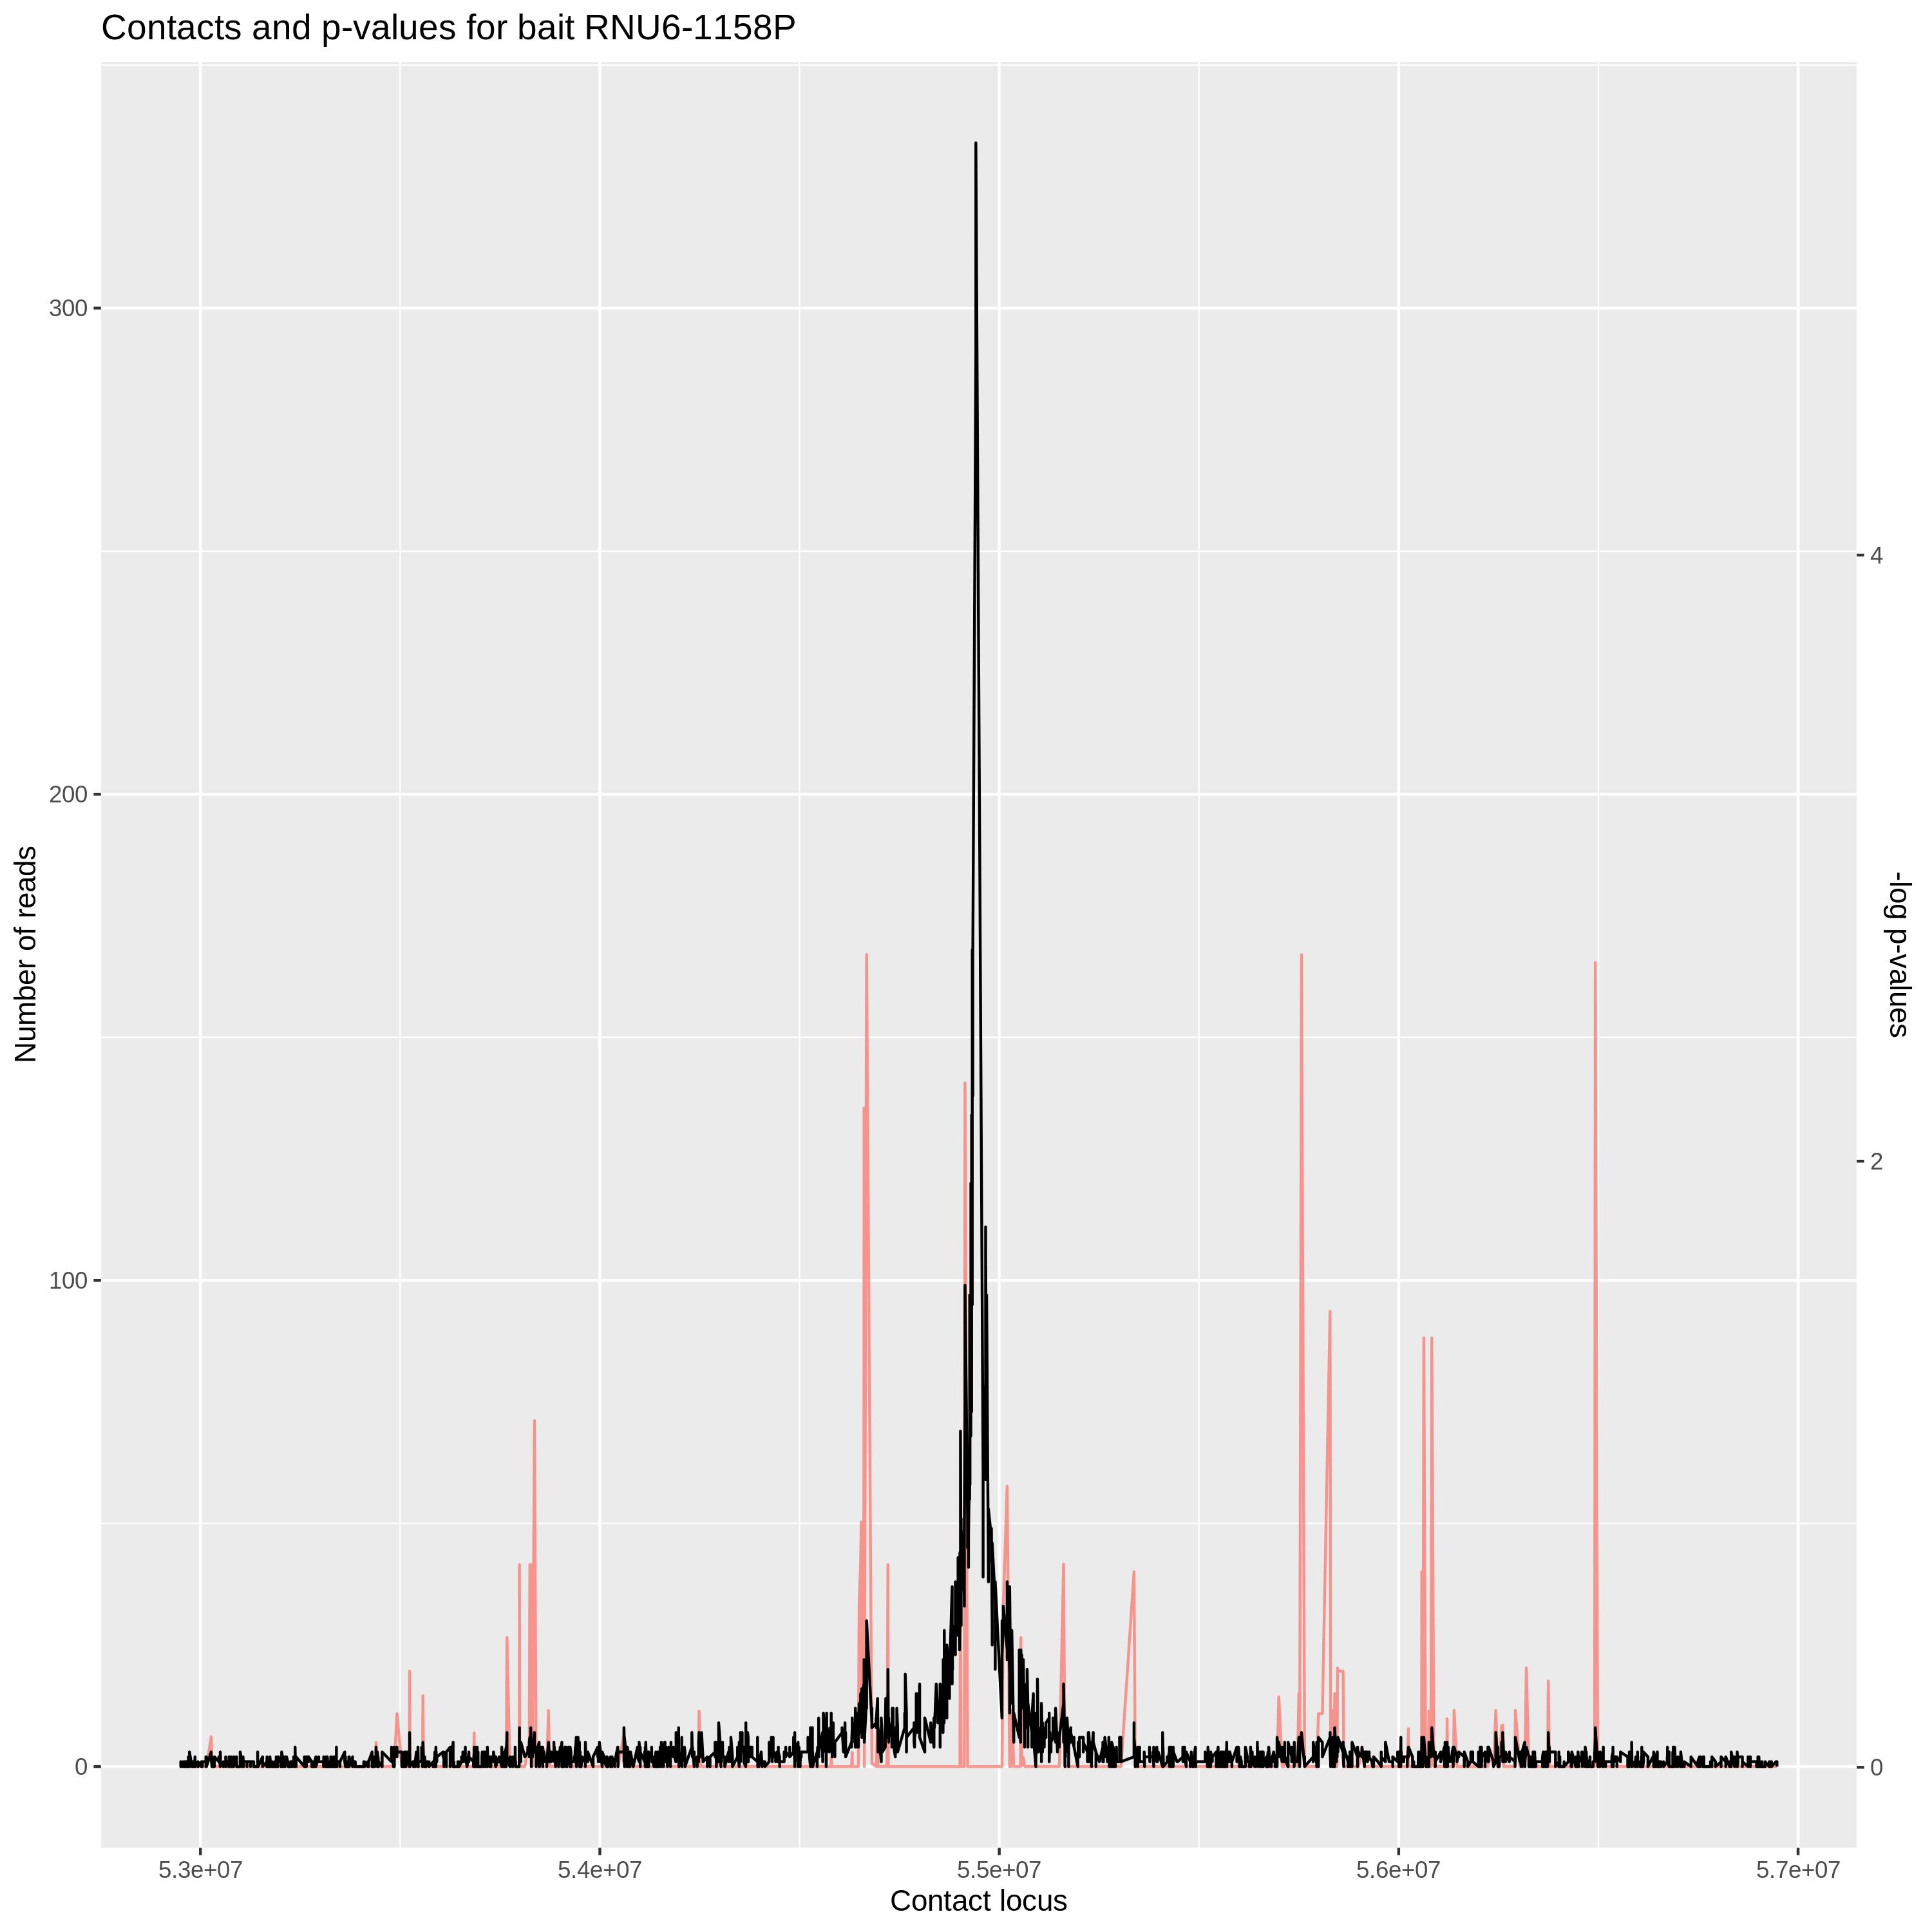 Contacts and p-values for bait RNU6-1158P
300
200
100
0
Number of reads
4
2
0
-log p-values
5.3e+07
5.4e+07
5.5e+07
5.6e+07
5.7e+07
Contact locus